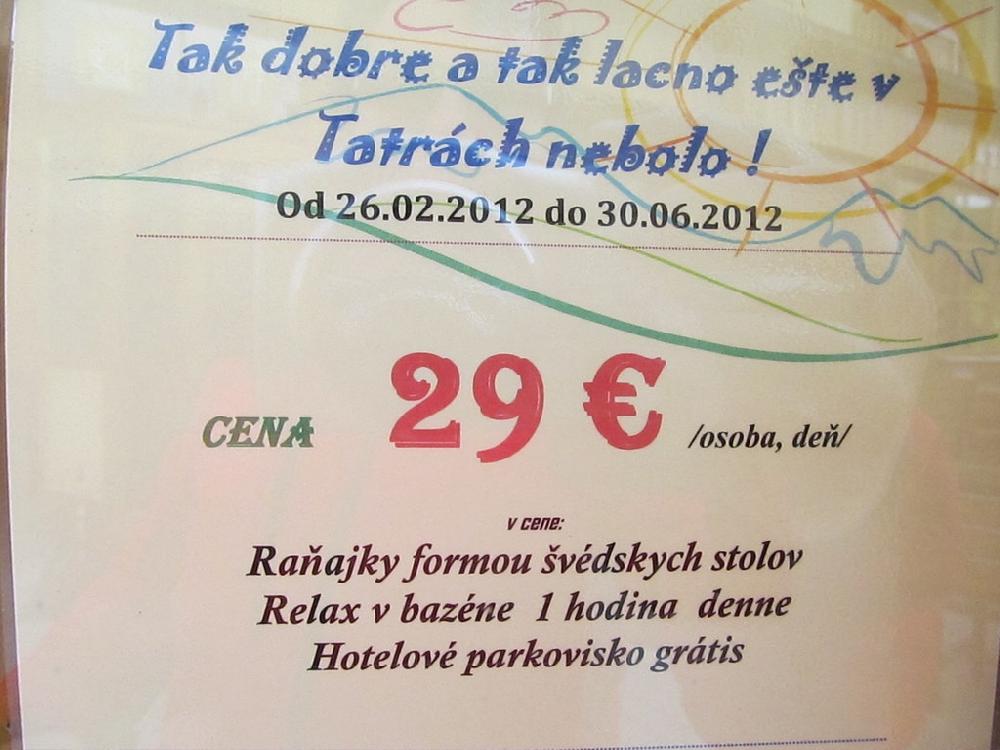 Tak dobre a tak lacno ešte v
Tatrách nebolo !
Od 26.02.2012 do 30.06.2012
CENA 29 € /osoba, deň/
v cene:
Raňajky formou švédskych stolov
Relax v bazéne 1 hodina denne
Hotelové parkovisko grátis